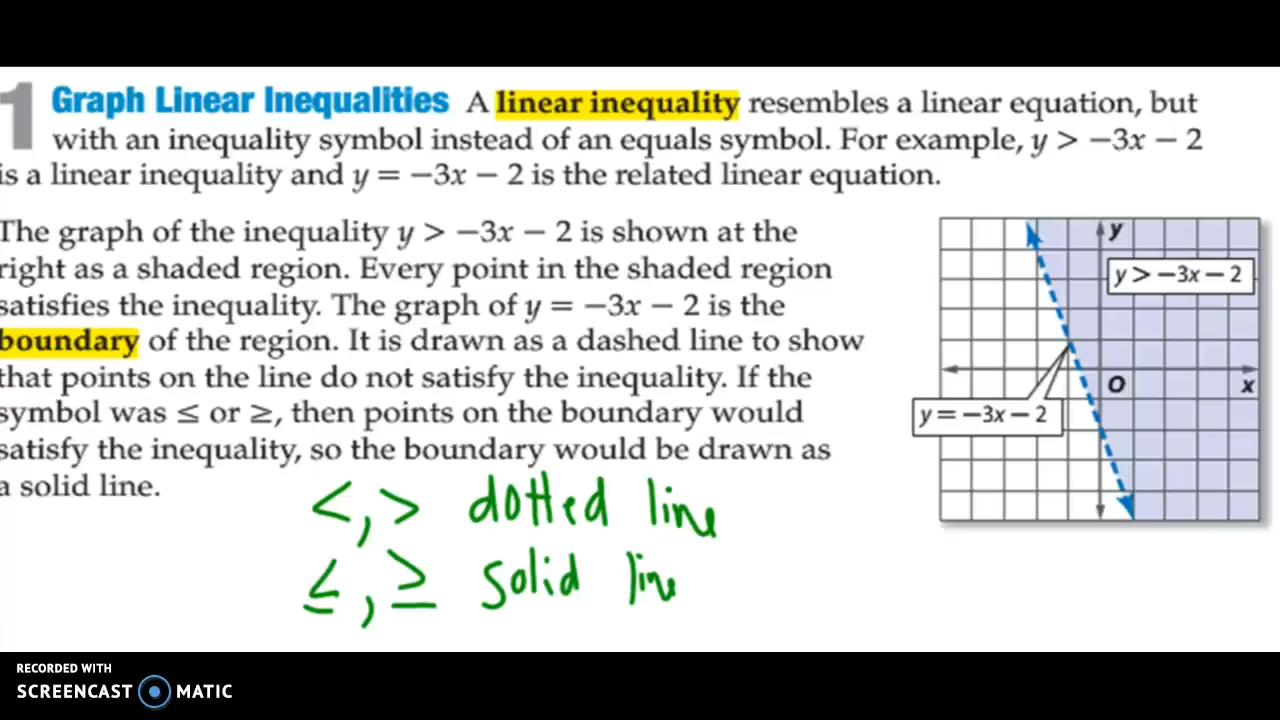 1 Graph Linear Inequalities A linear inequality resembles a linear equation, but
with an inequality symbol instead of an equals symbol. For example, y > −3x − 2
is a linear inequality and y = −3x − 2 is the related linear equation.
The graph of the inequality y > −3x − 2 is shown at the
right as a shaded region. Every point in the shaded region
satisfies the inequality. The graph of y = −3x − 2 is the
boundary of the region. It is drawn as a dashed line to show
that points on the line do not satisfy the inequality. If the
symbol was ≤ or ≥, then points on the boundary would
satisfy the inequality, so the boundary would be drawn as
a solid line.
y
y > −3x − 2
O
x
y = −3x − 2
<, > dotted line
≤, ≥ solid line
RECORDED WITH
SCREENCAST MATIC